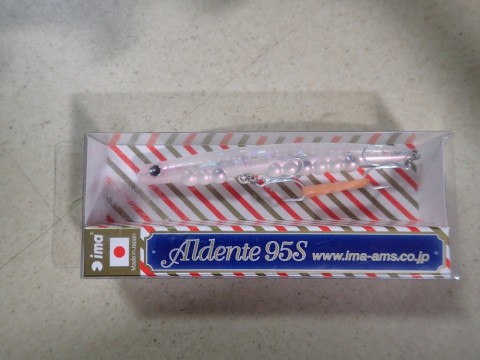 ima
Made in Japan
Aldente 95S
www.ima-ams.co.jp